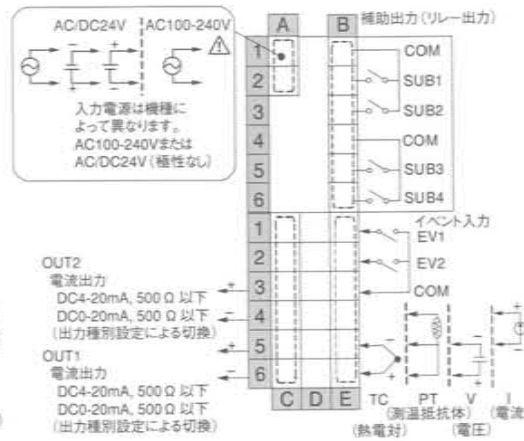 AC/DC24V AC100-240V
入力電源は機種に
よって異なります。
AC100-240Vまたは
AC/DC24V(極性なし)
A B
補助出力(リレー出力)
1 COM
2 SUB1
3 SUB2
4 COM
5 SUB3
6 SUB4
イベント入力
1 EV1
2 EV2
3 COM
4
5
6
C D E
OUT2
電流出力
DC4-20mA, 500Ω以下
DC0-20mA, 500Ω以下
(出力種別設定による切換)
OUT1
電流出力
DC4-20mA, 500Ω以下
DC0-20mA, 500Ω以下
(出力種別設定による切換)
TC PT V I
(測温抵抗体) (電流
(熱電対) (電圧)